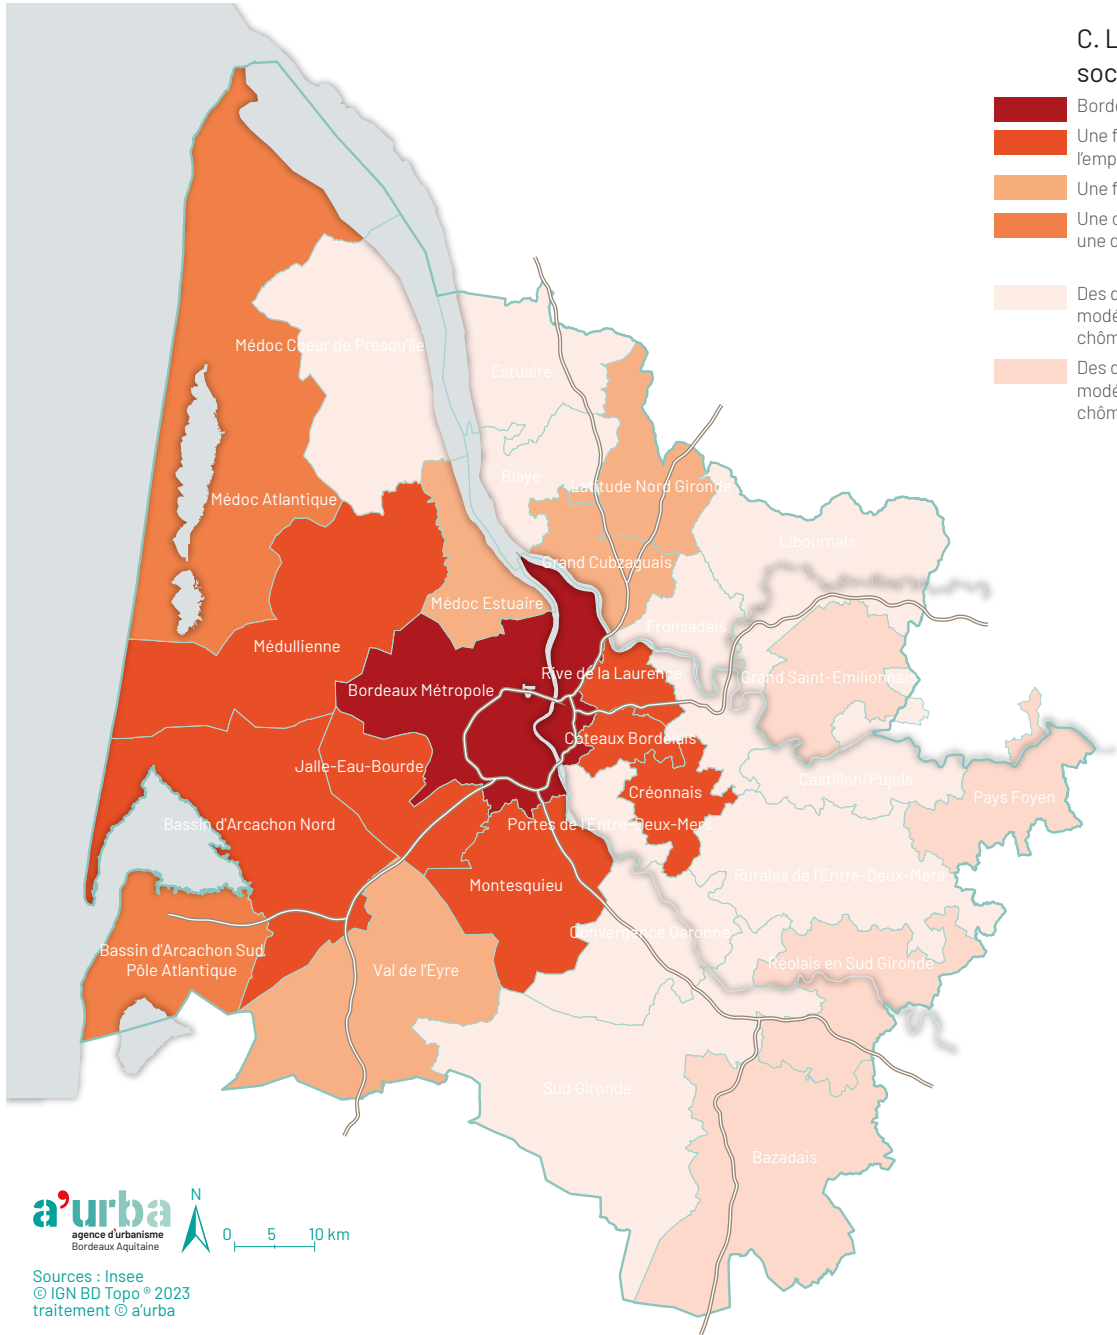 C. L
soc
Bord
Une f
l'emp
Une f
Une
une d
Des
modé
chôm
Des
modé
chôm
Médoc Coeur de Presqu'île
Estuaire
Blaye
Latitude Nord Gironde
Médoc Atlantique
Libournais
Grand Cubzaguais
Médoc Estuaire
Fronsadais
Médullienne
Rive de la Laurence
Grand Saint-Emilionnais
Bordeaux Métropole
Côteaux Bordelais
Jalle-Eau-Bourde
Castillon/Pujols
Créonnais
Pays Foyen
Bassin d'Arcachon Nord
Portes de l'Entre-Deux-Mers
Rurales de l'Entre-Deux-Mers
Montesquieu
Convergence Garonne
Bassin d'Arcachon Sud
Pôle Atlantique
Val de l'Eyre
Réolais en Sud Gironde
Sud Gironde
Bazadais
a'urba
agence d'urbanisme
Bordeaux Aquitaine
N
0 5 10 km
Sources : Insee
© IGN BD Topo ® 2023
traitement © a'urba